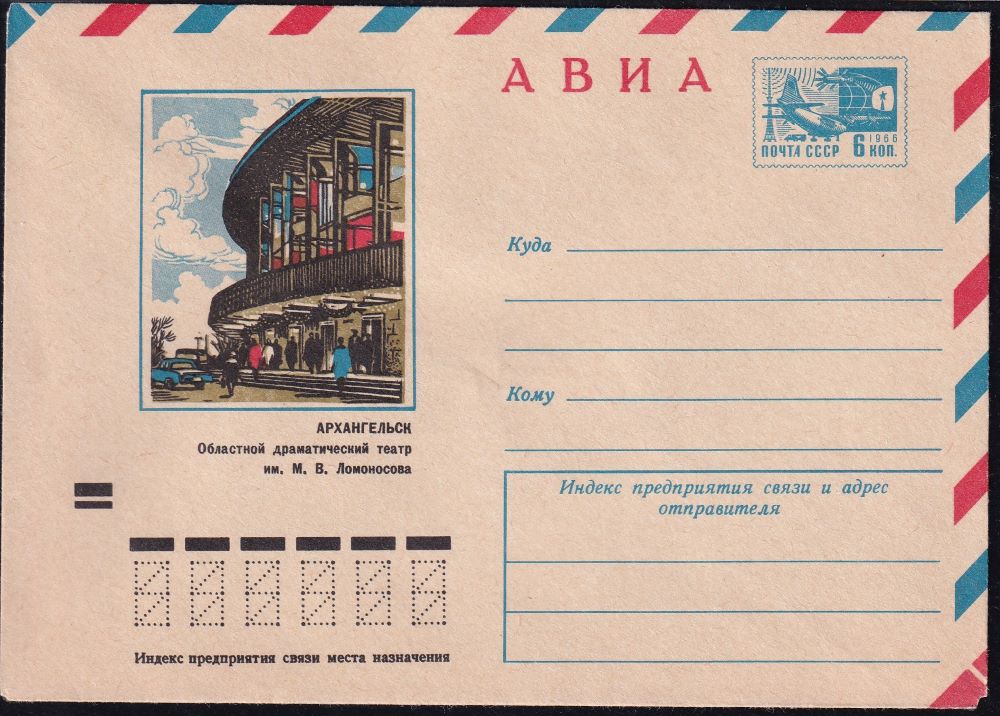 АВИА
1966
ПОЧТА СССР 6 КОП.
АРХАНГЕЛЬСК
Областной драматический театр
им. М. В. Ломоносова
Куда
Кому
Индекс предприятия связи и адрес
отправителя
Индекс предприятия связи места назначения